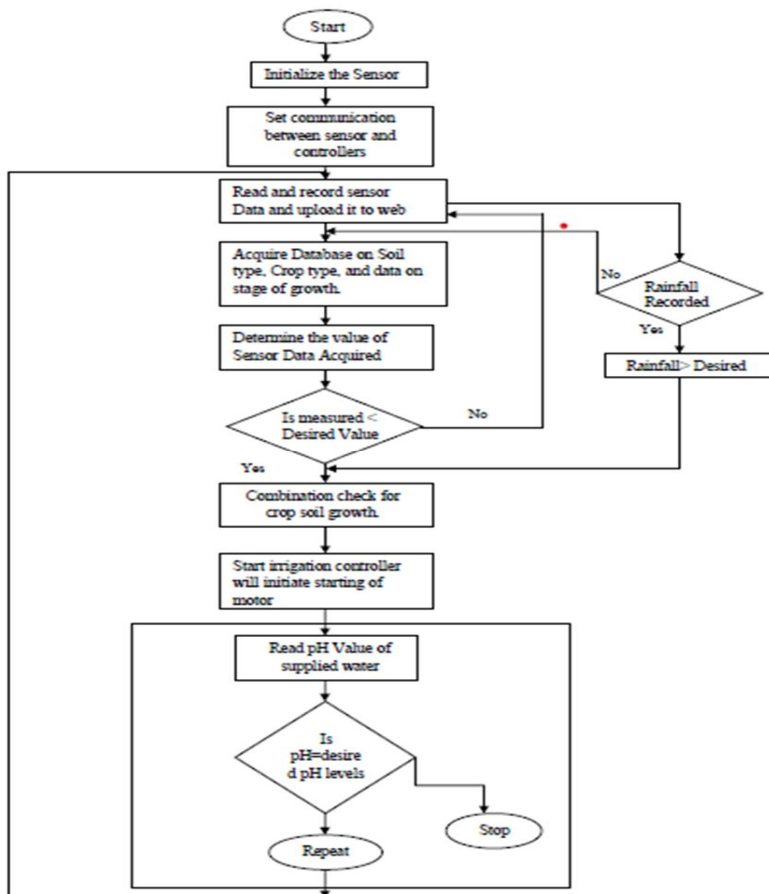 Start
Initialize the Sensor
Set communication
between sensor and
controllers
Read and record sensor
Data and upload it to web
Acquire Database on Soil
type, Crop type, and data on
stage of growth.
No
Rainfall
Recorded
Yes
Rainfall> Desired
Determine the value of
Sensor Data Acquired
Is measured <
Desired Value
No
Yes
Combination check for
crop soil growth.
Start irrigation controller
will initiate starting of
motor
Read pH Value of
supplied water
Is
pH=desire
d pH levels
Stop
Repeat